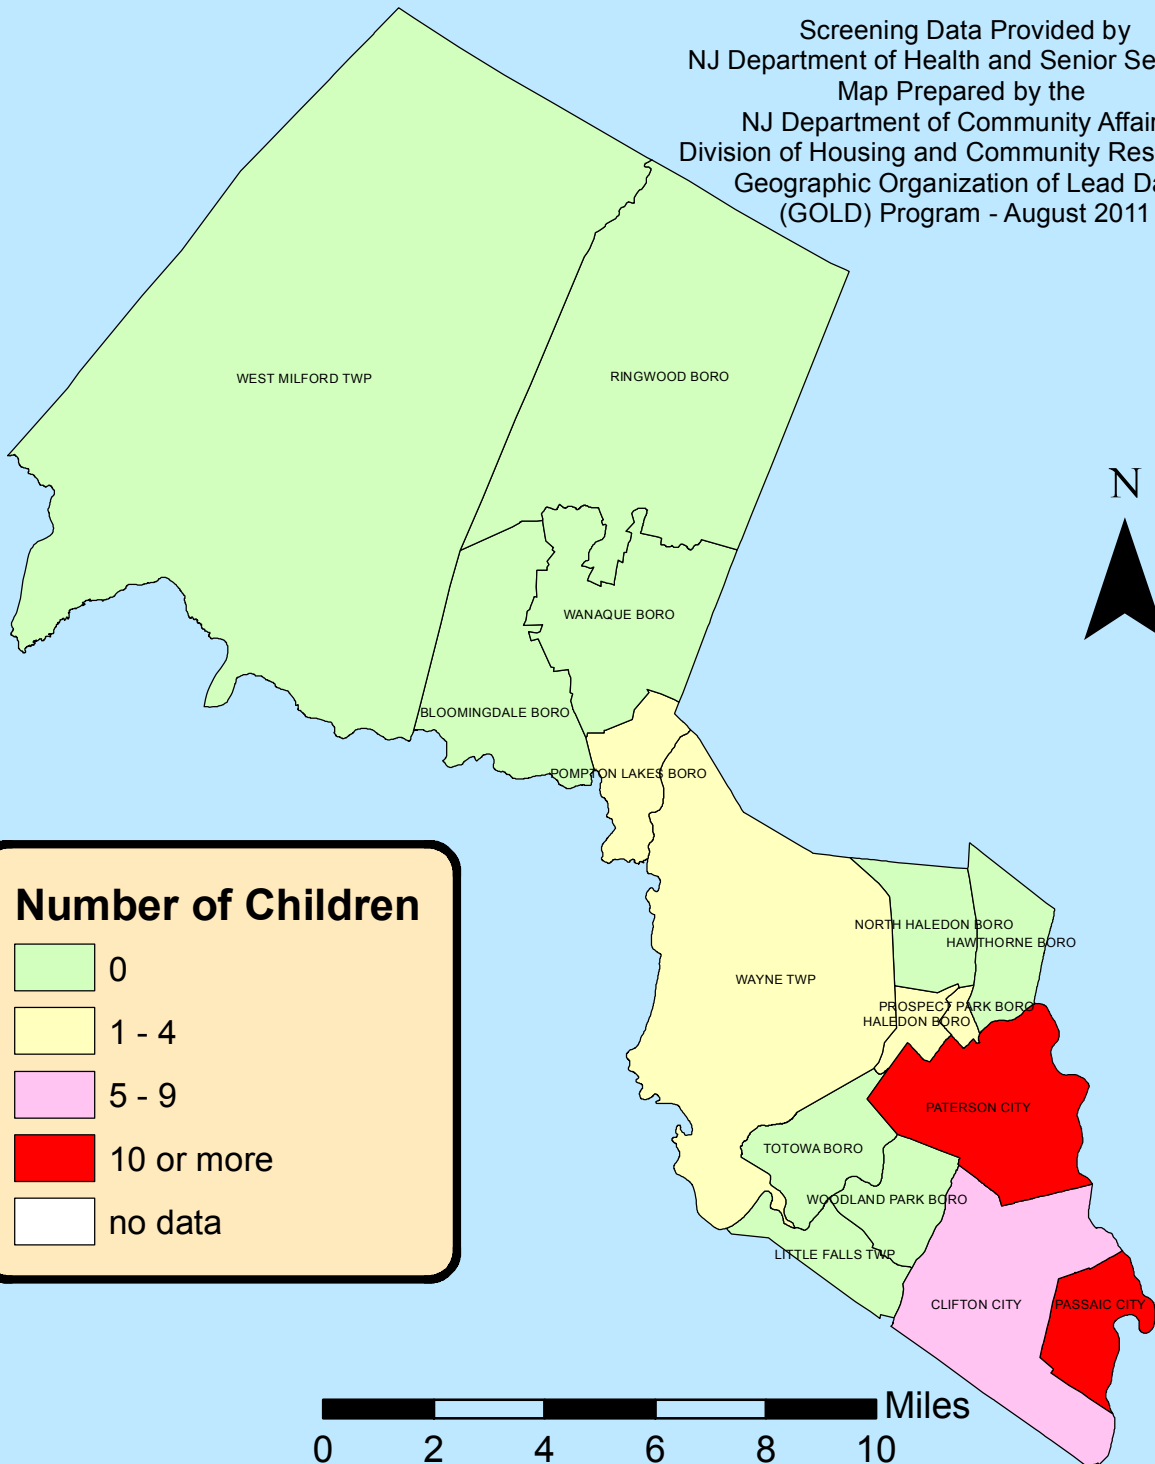 Screening Data Provided by
NJ Department of Health and Senior Se
Map Prepared by the
NJ Department of Community Affai
Division of Housing and Community Res
Geographic Organization of Lead Da
(GOLD) Program - August 2011
WEST MILFORD TWP
RINGWOOD BORO
N
WANAQUE BORO
BLOOMINGDALE BORO
POMPTON LAKES BORO
Number of Children
0
1 - 4
5 - 9
10 or more
no data
NORTH HALEDON BORO
HAWTHORNE BORO
WAYNE TWP
PROSPECT PARK BORO
HALEDON BORO
PATERSON CITY
TOTOWA BORO
WOODLAND PARK BORO
LITTLE FALLS TWP
CLIFTON CITY
PASSAIC CITY
Miles
0 2 4 6 8 10